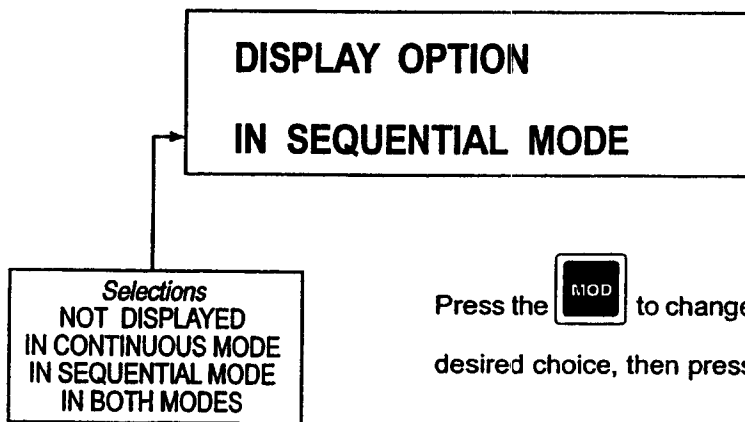 DISPLAY OPTION
IN SEQUENTIAL MODE
Selections
NOT DISPLAYED
IN CONTINUOUS MODE
IN SEQUENTIAL MODE
IN BOTH MODES
Press the MOD to change
desired choice, then press